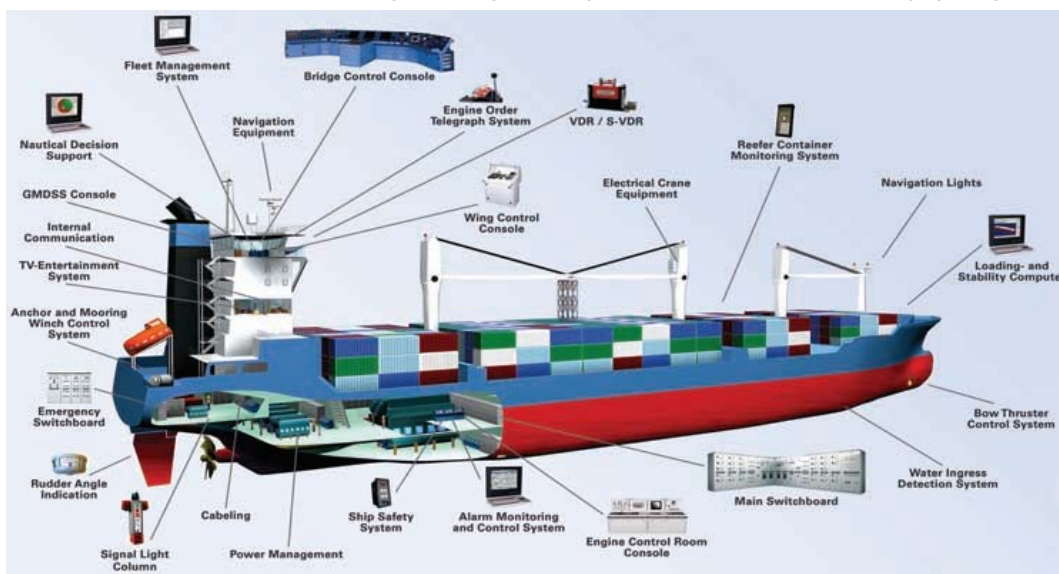 Fleet Management
System
Bridge Control Console
Engine Order
Telegraph System
VDR / S-VDR
Nautical Decision
Support
Navigation
Equipment
Reefer Container
Monitoring System
GMDSS Console
Wing Control
Console
Electrical Crane
Equipment
Navigation Lights
Internal
Communication
TV-Entertainment
System
Loading- and
Stability Compute
Anchor and Mooring
Winch Control
System
Emergency
Switchboard
Bow Thruster
Control System
Rudder Angle
Indication
Water Ingress
Detection System
Main Switchboard
Cabeling
Ship Safety
System
Alarm Monitoring
and Control System
Engine Control Room
Console
Signal Light
Column
Power Management